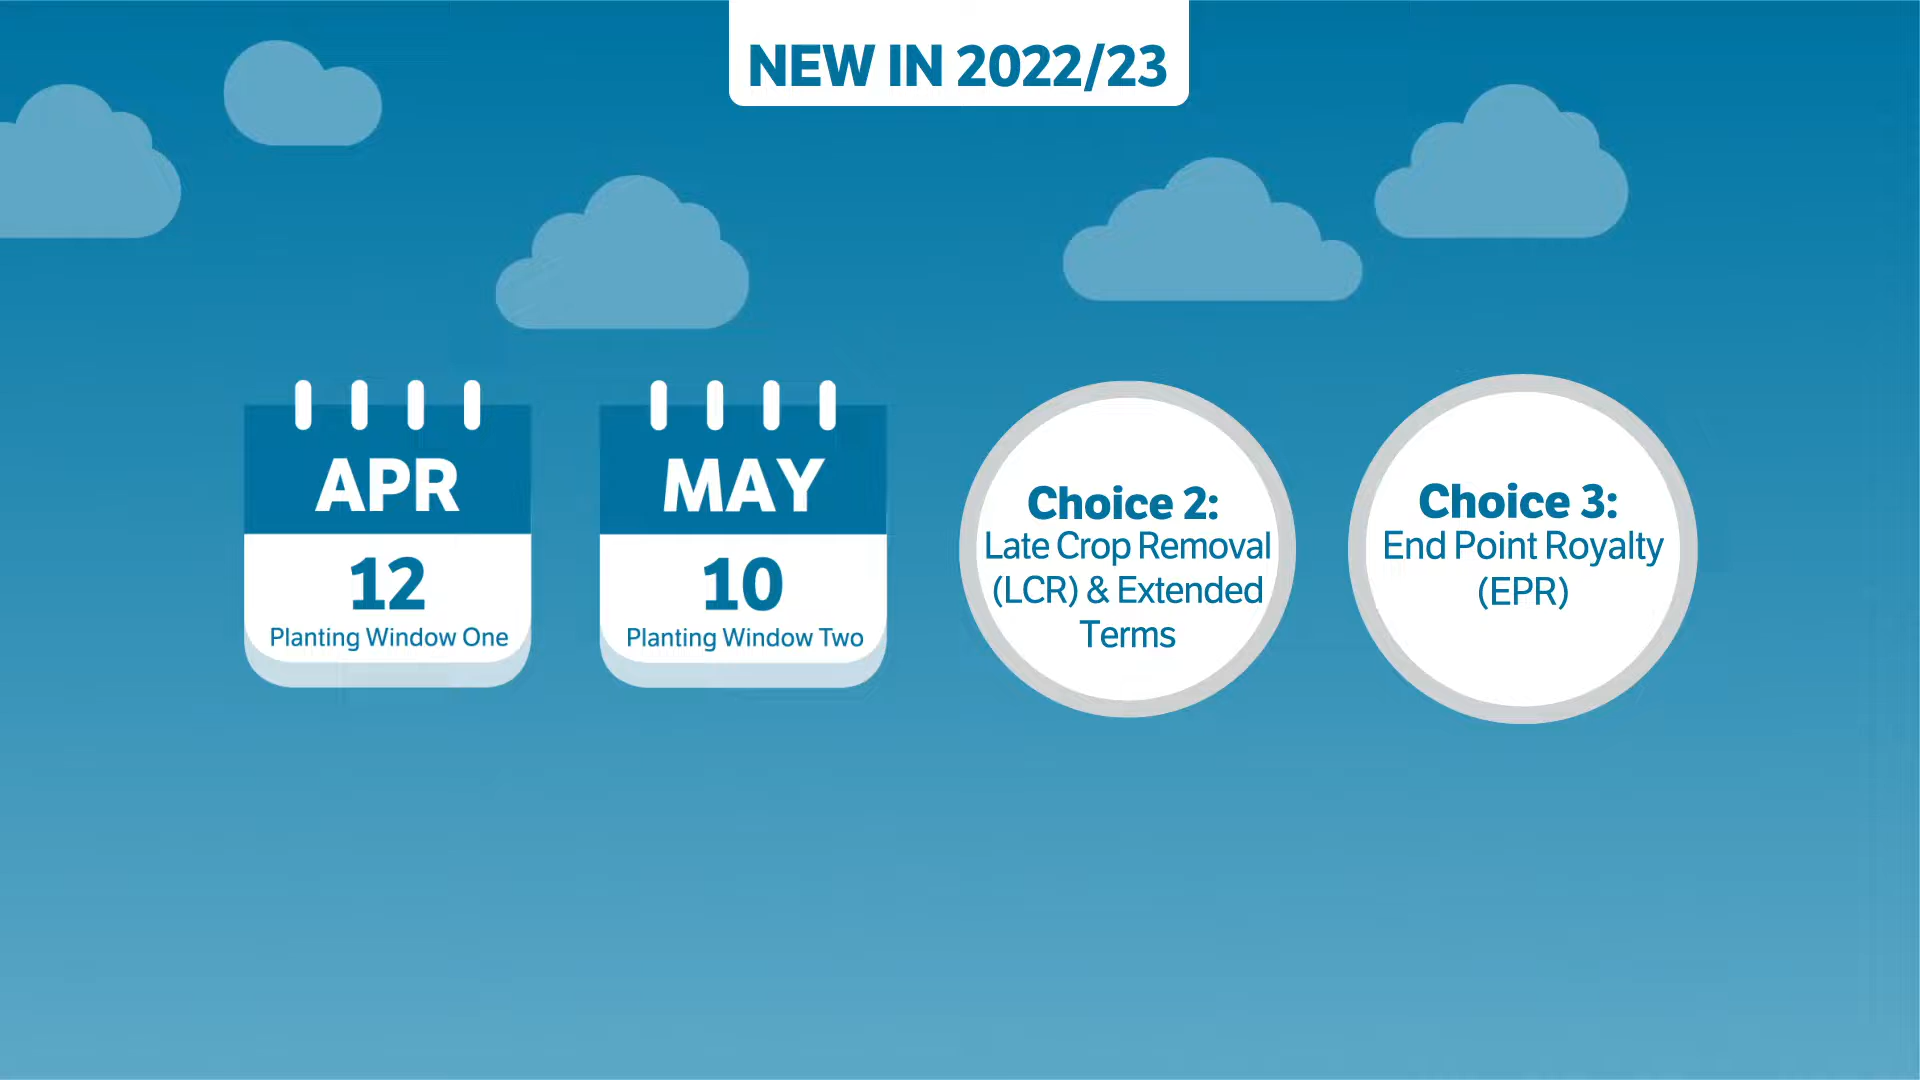 NEW IN 2022/23
APR
12
Planting Window One
MAY
10
Planting Window Two
Choice 2:
Late Crop Removal
(LCR) & Extended
Terms
Choice 3:
End Point Royalty
(EPR)